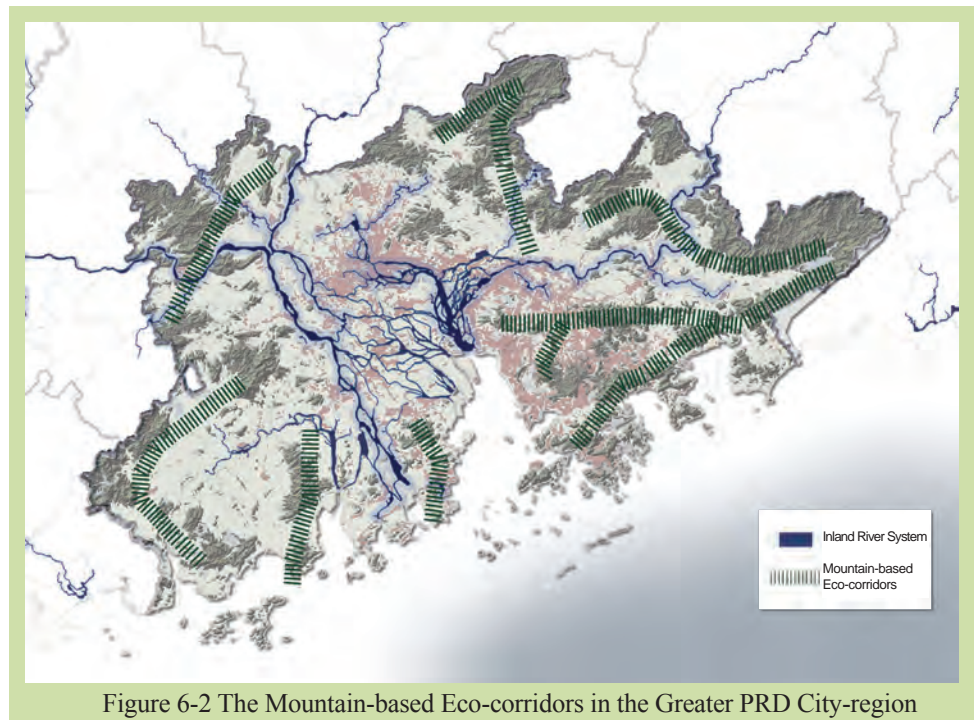 Inland River System
Mountain-based
Eco-corridors
Figure 6-2 The Mountain-based Eco-corridors in the Greater PRD City-region